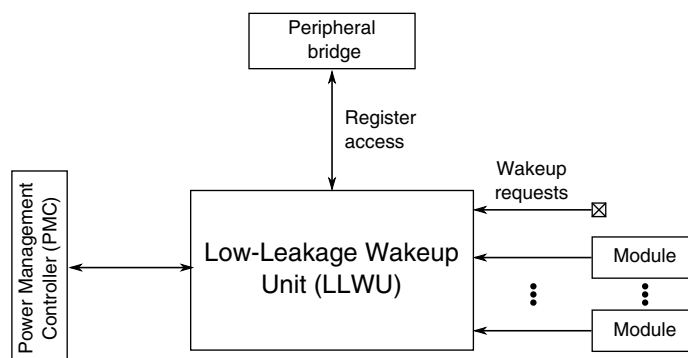 Peripheral
bridge
Register
access
Wakeup
requests
Power Management
Controller (PMC)
Low-Leakage Wakeup
Unit (LLWU)
Module
Module